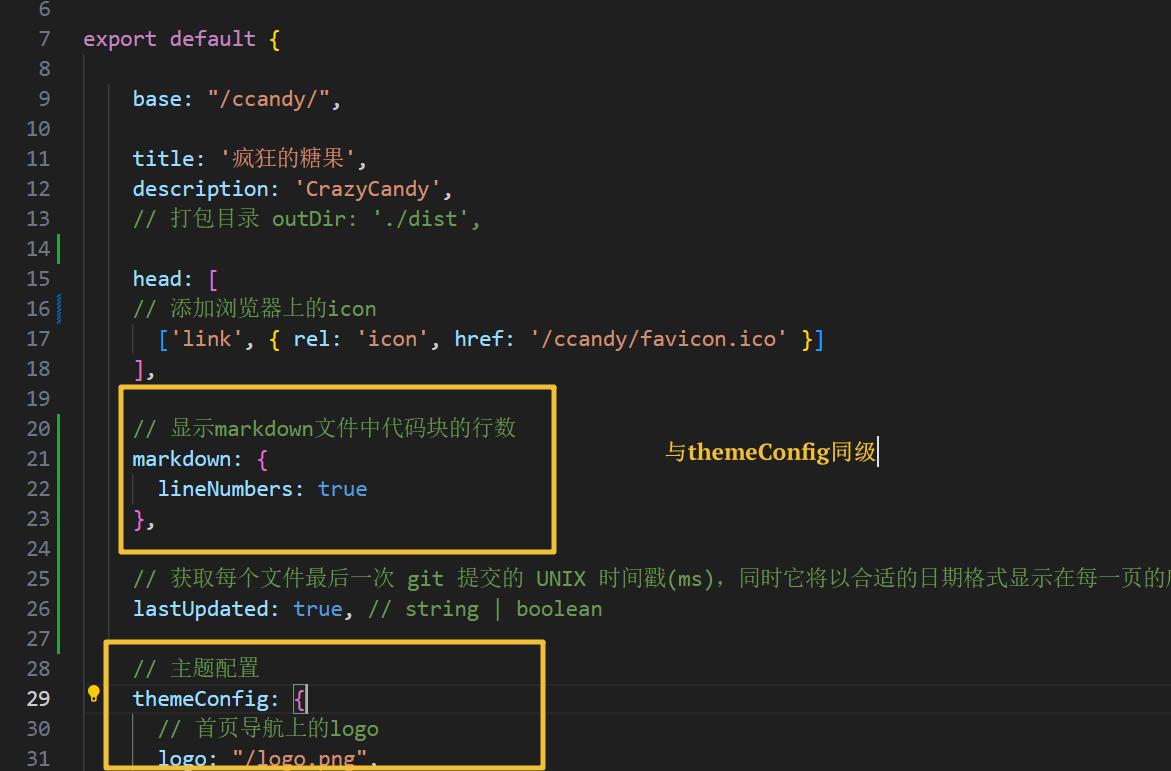 6
7 export default {
8
9 base: "/ccandy/",
10
11 title: '疯狂的糖果',
12 description: 'CrazyCandy',
13 // 打包目录 outDir: './dist',
14
15 head: [
16 // 添加浏览器上的icon
17 ['link', { rel: 'icon', href: '/ccandy/favicon.ico' }]
18 ],
19
20 // 显示markdown文件中代码块的行数
21 markdown: {
与themeConfig同级
22 lineNumbers: true
23 },
24
25 // 获取每个文件最后一次 git 提交的 UNIX 时间戳(ms)，同时它将以合适的日期格式显示在每一页的
26 lastUpdated: true, // string | boolean
27
28 // 主题配置
29 themeConfig: {
30 // 首页导航上的logo
31 logo: "/logo.png",